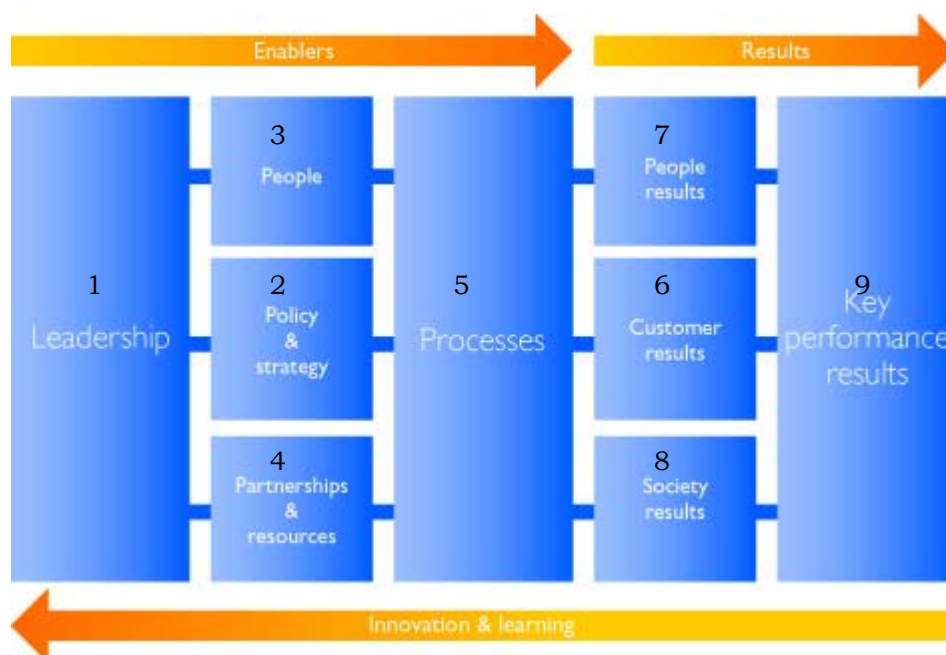 Enablers
Results
1
Leadership
3
People
2
Policy
&
strategy
4
Partnerships
&
resources
5
Processes
7
People
results
6
Customer
results
8
Society
results
9
Key
performance
results
Innovation & learning